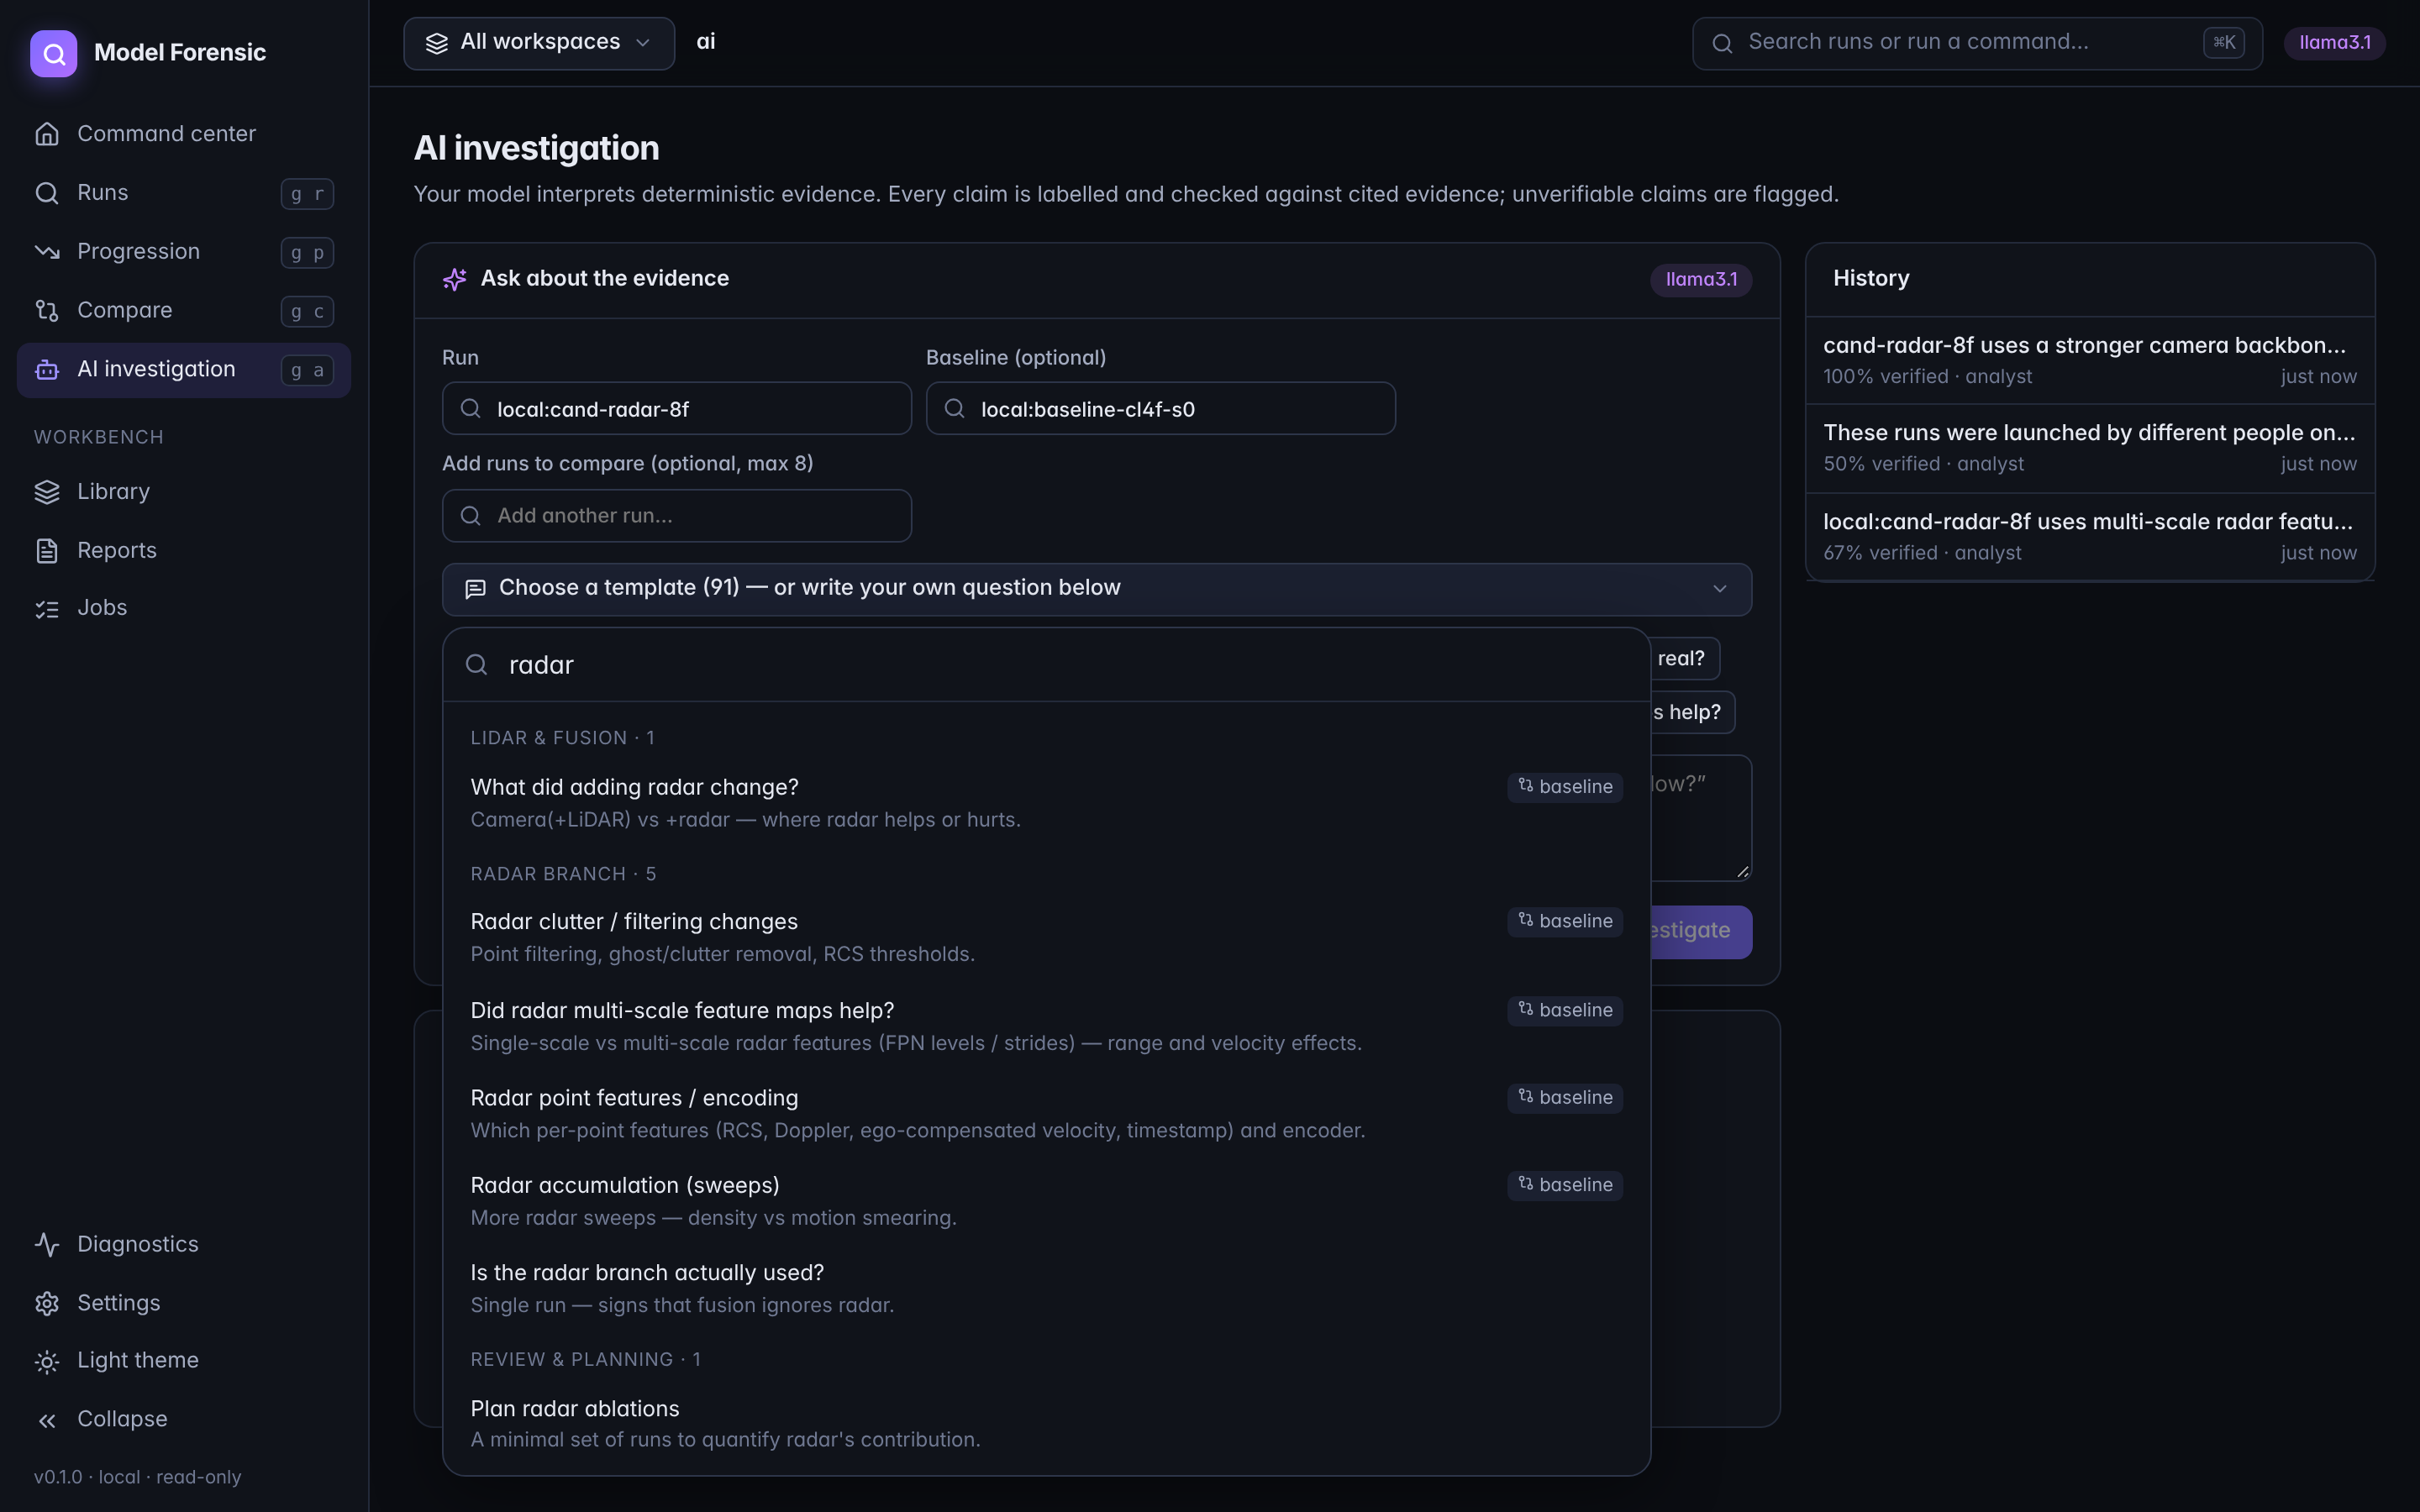 Model Forensic
Command center
Runs
g r
Progression
g p
Compare
g c
AI investigation
g a
WORKBENCH
Library
Reports
Jobs
Diagnostics
Settings
Light theme
Collapse
v0.1.0 · local · read-only
All workspaces
ai
Search runs or run a command...
⌘K
llama3.1
AI investigation
Your model interprets deterministic evidence. Every claim is labelled and checked against cited evidence; unverifiable claims are flagged.
Ask about the evidence
llama3.1
Run
Baseline (optional)
local:cand-radar-8f
local:baseline-cl4f-s0
Add runs to compare (optional, max 8)
Add another run...
Choose a template (91) — or write your own question below
real?
s help?
low?”
estigate
radar
LIDAR & FUSION · 1
What did adding radar change?
baseline
Camera(+LiDAR) vs +radar — where radar helps or hurts.
RADAR BRANCH · 5
Radar clutter / filtering changes
baseline
Point filtering, ghost/clutter removal, RCS thresholds.
Did radar multi-scale feature maps help?
baseline
Single-scale vs multi-scale radar features (FPN levels / strides) — range and velocity effects.
Radar point features / encoding
baseline
Which per-point features (RCS, Doppler, ego-compensated velocity, timestamp) and encoder.
Radar accumulation (sweeps)
baseline
More radar sweeps — density vs motion smearing.
Is the radar branch actually used?
Single run — signs that fusion ignores radar.
REVIEW & PLANNING · 1
Plan radar ablations
A minimal set of runs to quantify radar's contribution.
History
cand-radar-8f uses a stronger camera backbon...
100% verified · analyst
just now
These runs were launched by different people on...
50% verified · analyst
just now
local:cand-radar-8f uses multi-scale radar featu...
67% verified · analyst
just now